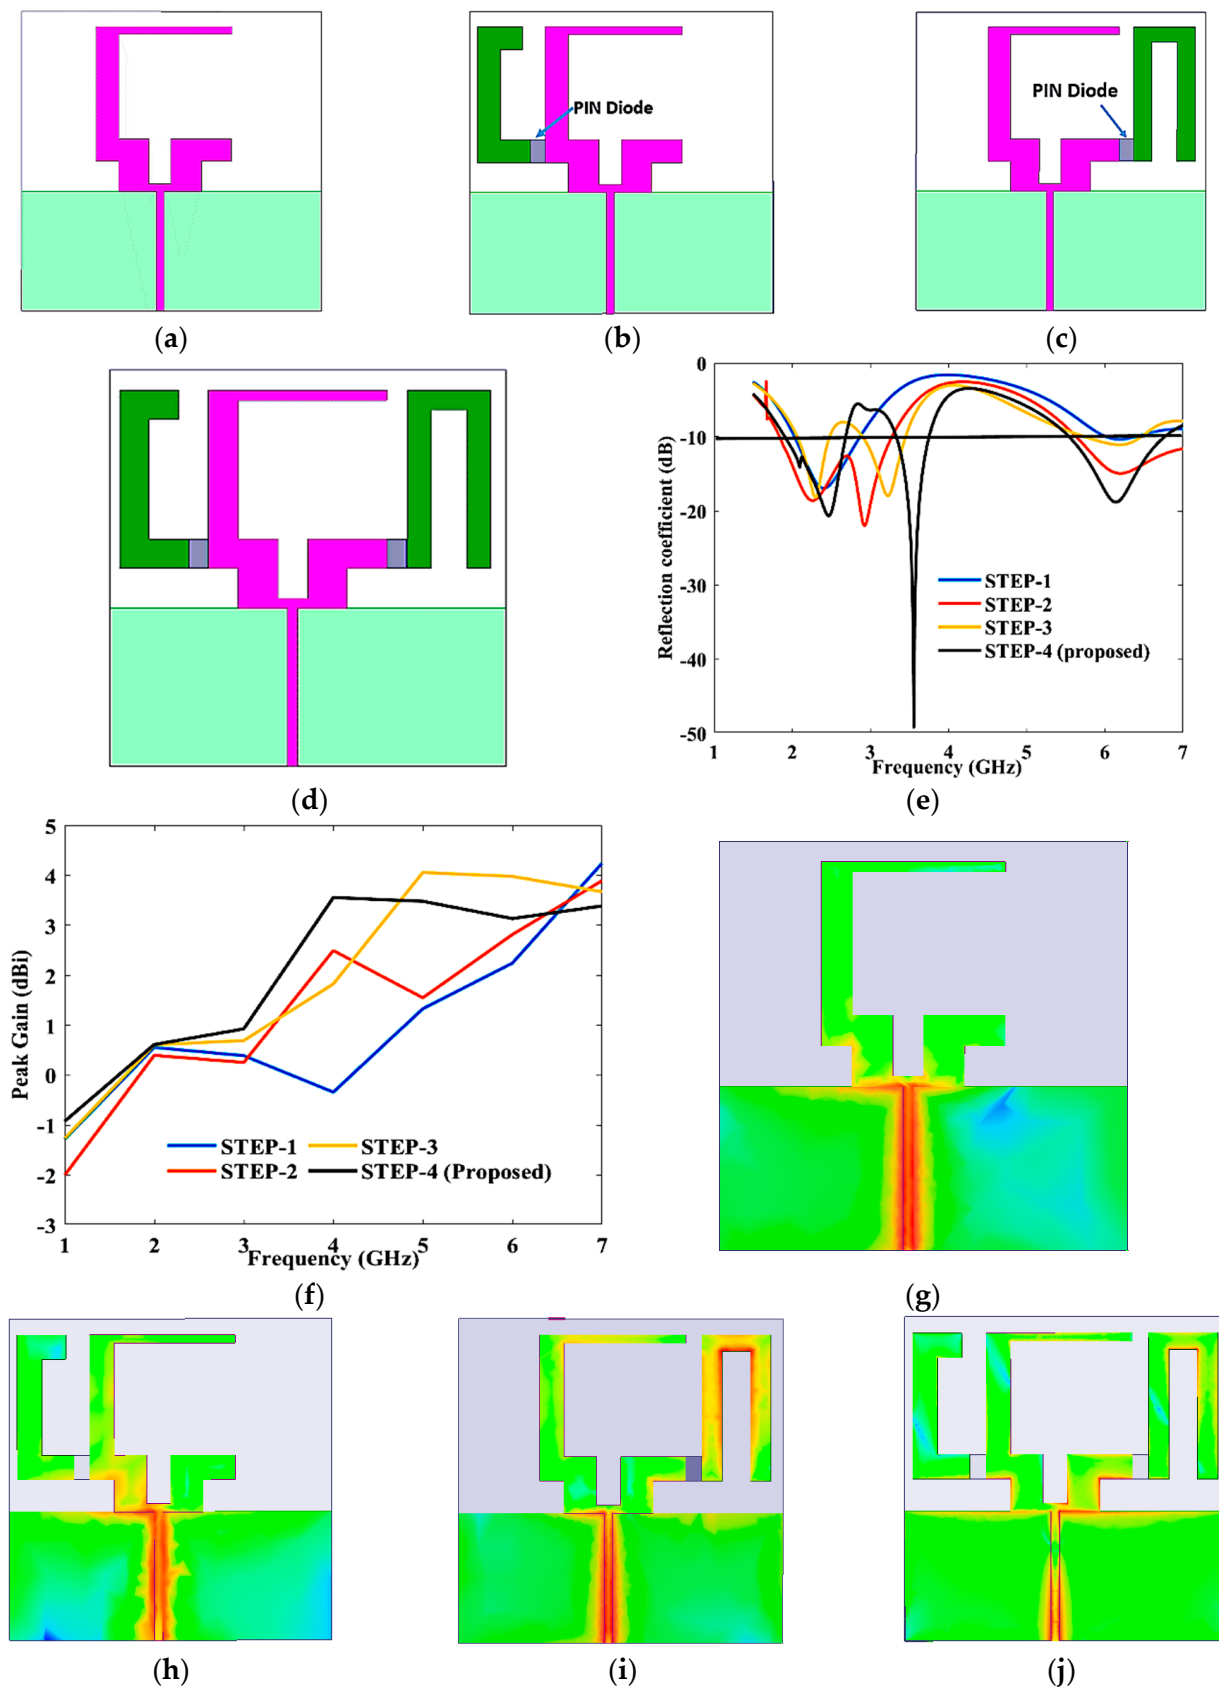 PIN Diode
PIN Diode
(a)
(b)
(c)
(d)
0
-10
-20
-30
-40
-50
Reflection coefficient (dB)
STEP-1
STEP-2
STEP-3
STEP-4 (proposed)
1 2 3 4 5 6 7
Frequency (GHz)
(e)
5
4
3
2
1
0
-1
-2
-3
Peak Gain (dBi)
STEP-1 STEP-3
STEP-2 STEP-4 (Proposed)
1 2 3 4 5 6 7
Frequency (GHz)
(f)
(g)
(h)
(i)
(j)